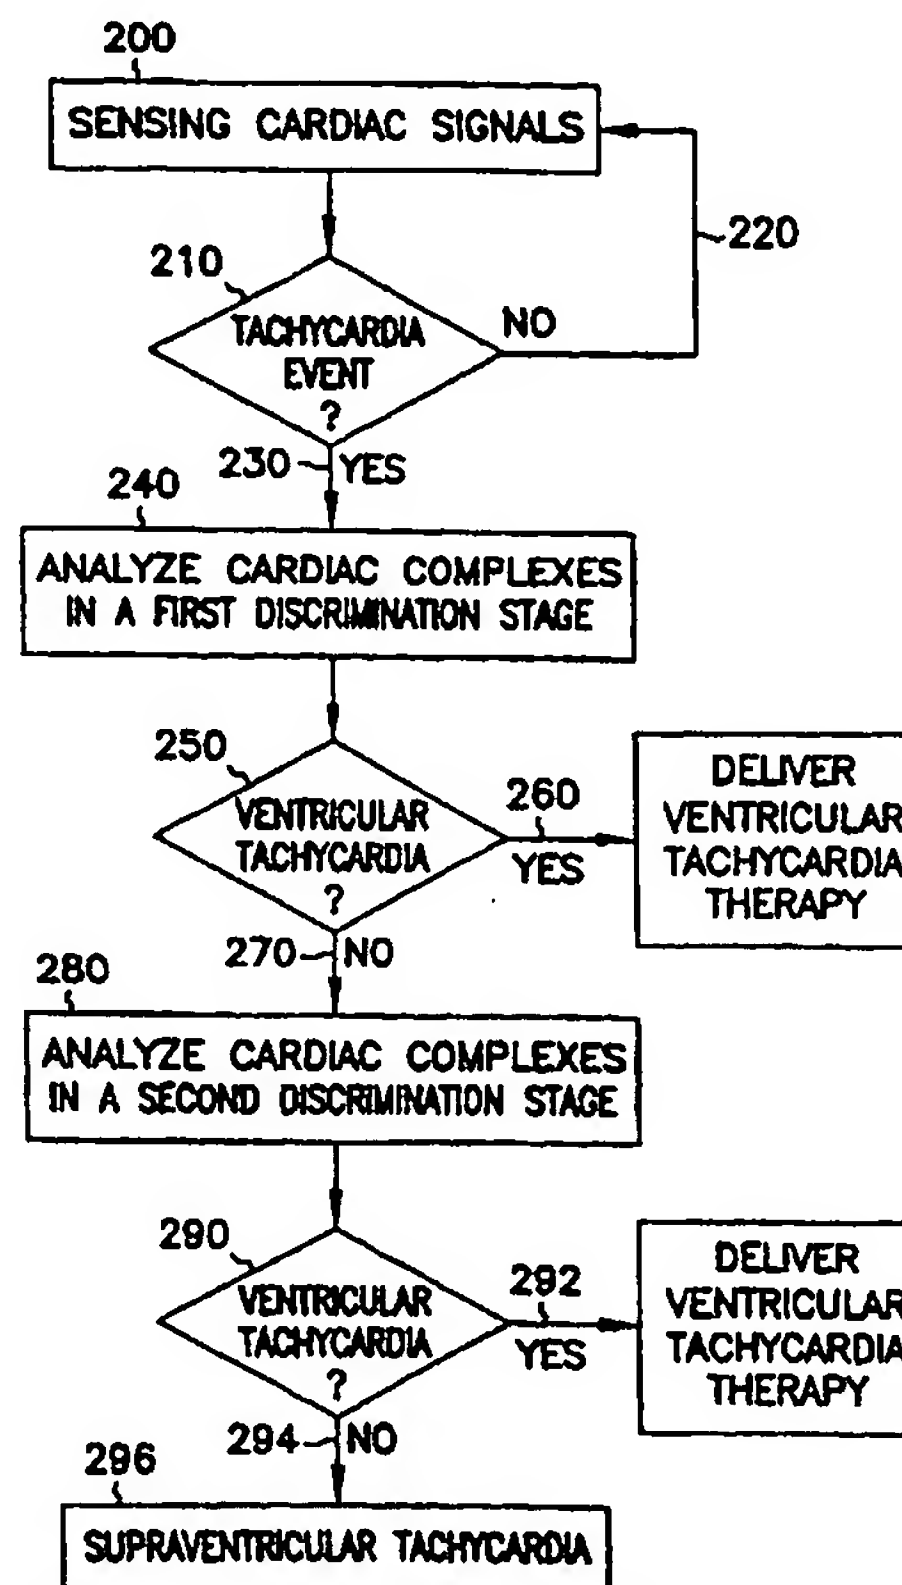 200
SENSING CARDIAC SIGNALS
220
210
TACHYCARDIA
EVENT
?
NO
230
YES
240
ANALYZE CARDIAC COMPLEXES
IN A FIRST DISCRIMINATION STAGE
250
VENTRICULAR
TACHYCARDIA
?
260
YES
DELIVER
VENTRICULAR
TACHYCARDIA
THERAPY
270
NO
280
ANALYZE CARDIAC COMPLEXES
IN A SECOND DISCRIMINATION STAGE
290
VENTRICULAR
TACHYCARDIA
?
292
YES
DELIVER
VENTRICULAR
TACHYCARDIA
THERAPY
294
NO
296
SUPRAVENTRICULAR TACHYCARDIA